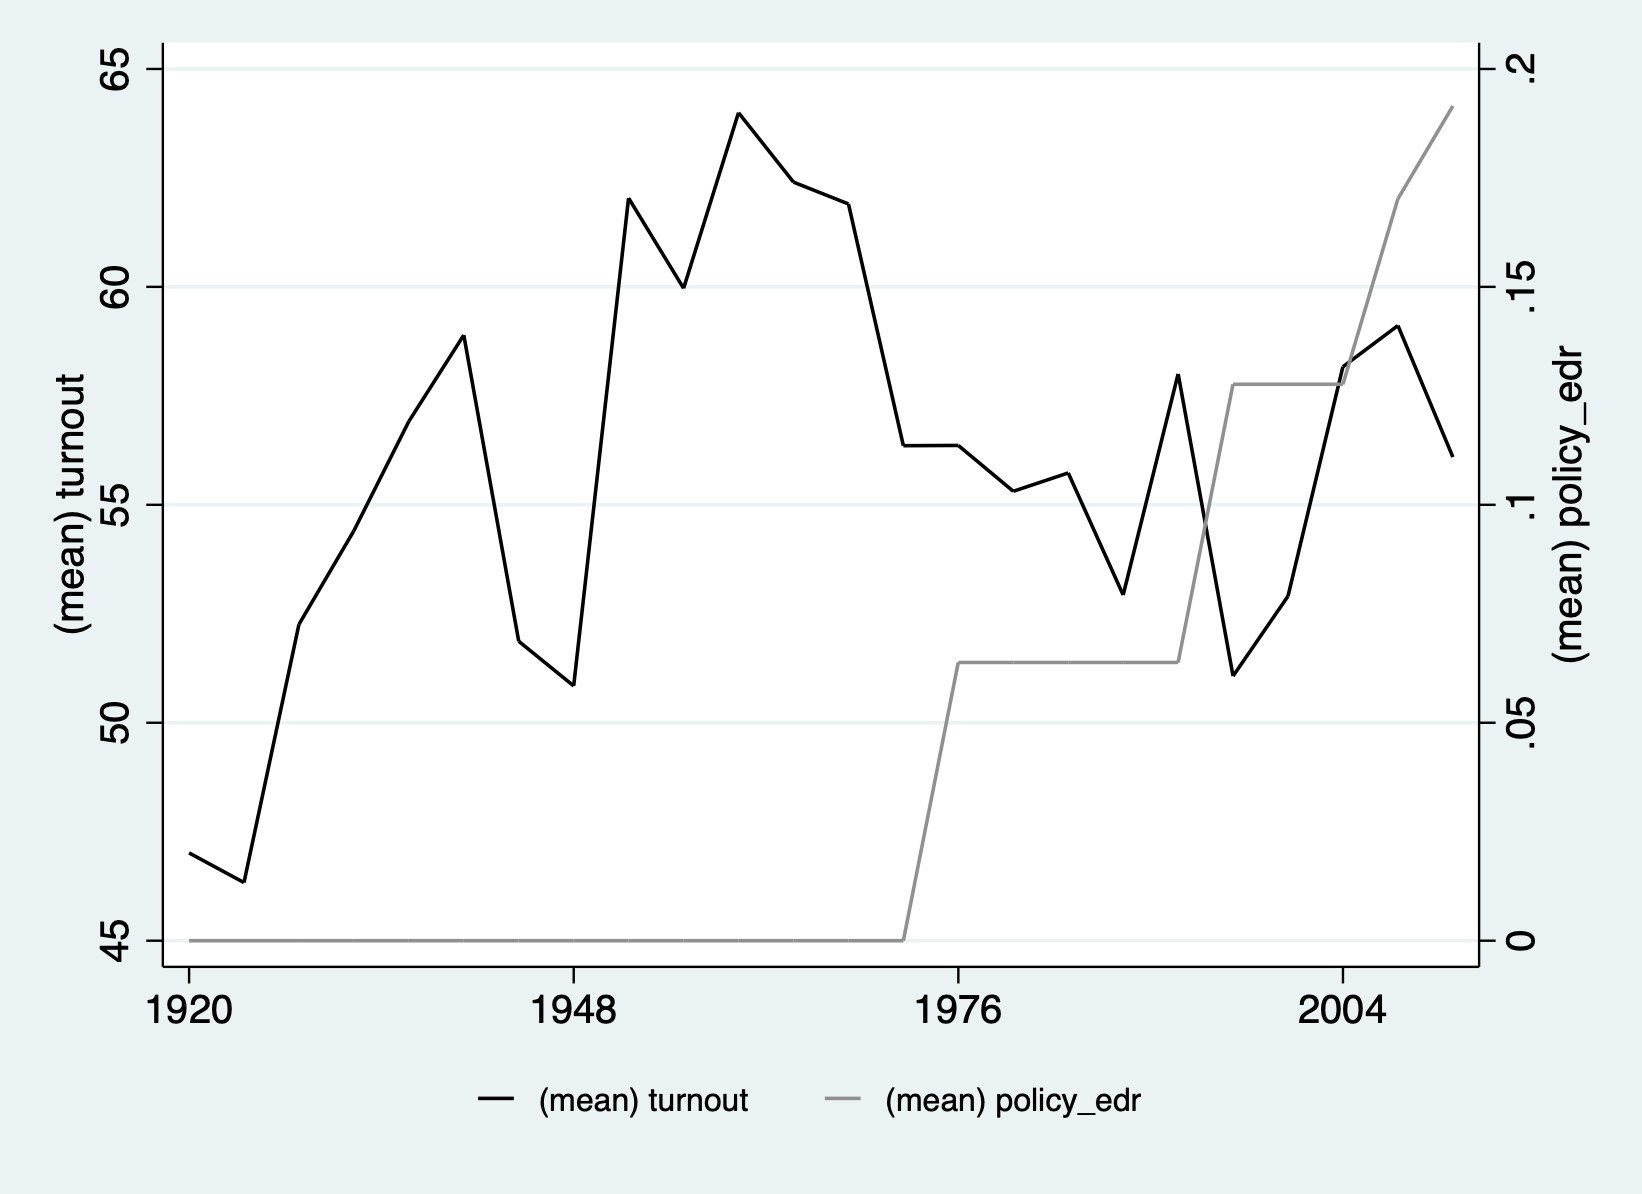 65
60
55
50
45
(mean) turnout
.2
.15
.1
.05
0
(mean) policy_edr
1920 1948 1976 2004
(mean) turnout (mean) policy_edr